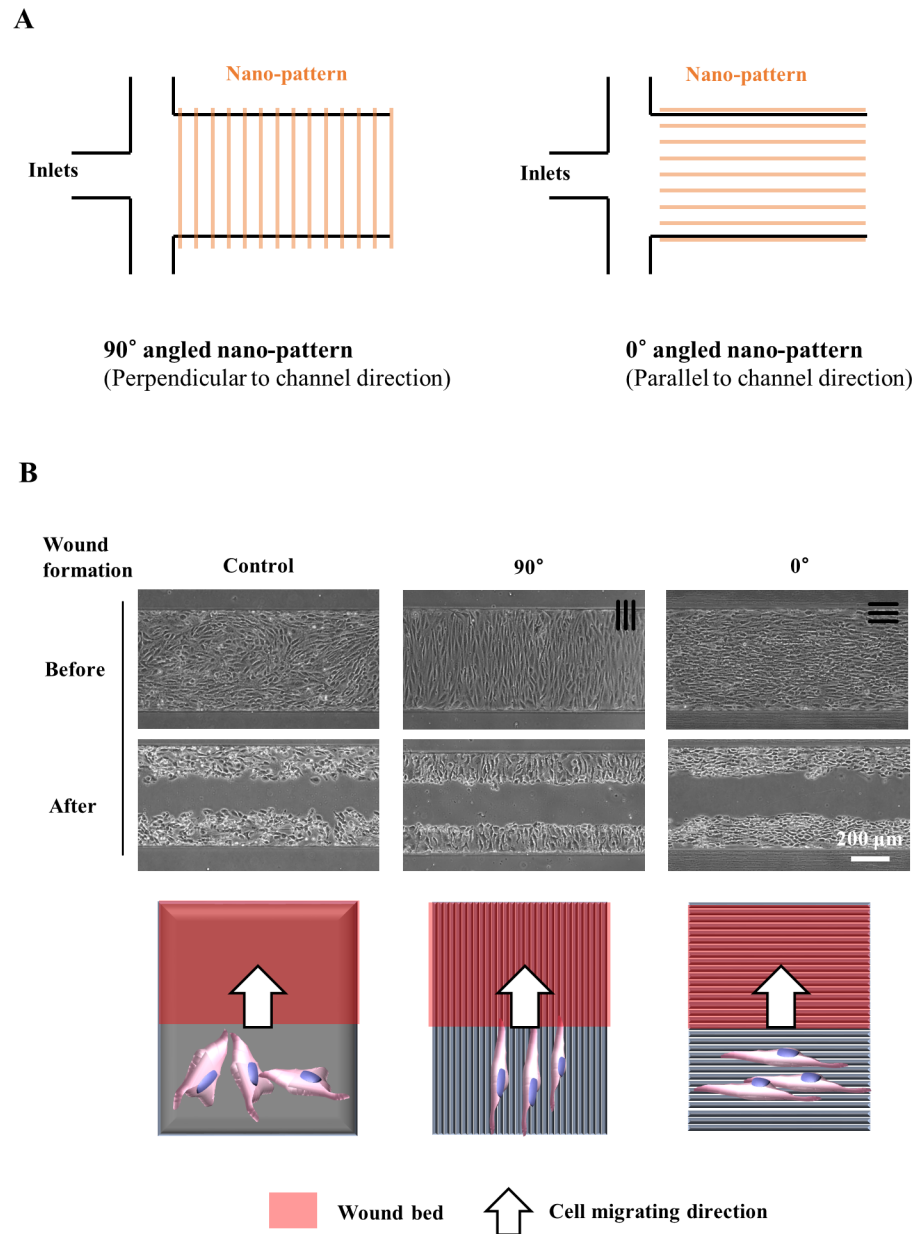 A
Nano-pattern
Nano-pattern
Inlets
Inlets
90° angled nano-pattern
(Perpendicular to channel direction)
0° angled nano-pattern
(Parallel to channel direction)
B
Wound
formation
Control
90°
0°
Before
After
200 μm
Wound bed
Cell migrating direction